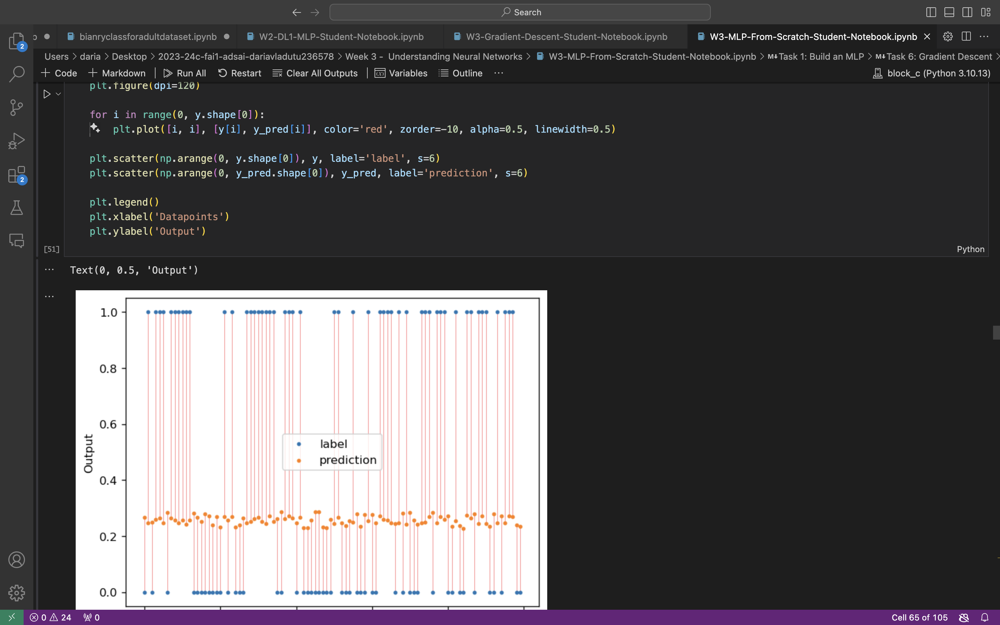 Search
bianryclassforadultdataset.ipynb
W2-DL1-MLP-Student-Notebook.ipynb
W3-Gradient-Descent-Student-Notebook.ipynb
W3-MLP-From-Scratch-Student-Notebook.ipynb
Users > daria > Desktop > 2023-24c-fai1-adsai-dariavladutu236578 > Week 3 - Understanding Neural Networks > W3-MLP-From-Scratch-Student-Notebook.ipynb > M Task 1: Build an MLP > M Task 6: Gradient Descent >
2
+ Code + Markdown Run All Restart Clear All Outputs (x) Variables Outline ... block_c (Python 3.10.13)
plt.figure(dpi=120)
for i in range(0, y.shape[0]):
plt.plot([i, i], [y[i], y_pred[i]], color='red', zorder=-10, alpha=0.5, linewidth=0.5)
plt.scatter(np.arange(0, y.shape[0]), y, label='label', s=6)
plt.scatter(np.arange(0, y_pred.shape[0]), y_pred, label='prediction', s=6)
2
plt.legend()
plt.xlabel('Datapoints')
plt.ylabel('Output')
[51]
Python
Text(0, 0.5, 'Output')
1.0
0.8
0.6
label
prediction
Output
0.4
0.2
0.0
0 24 0
Cell 65 of 105